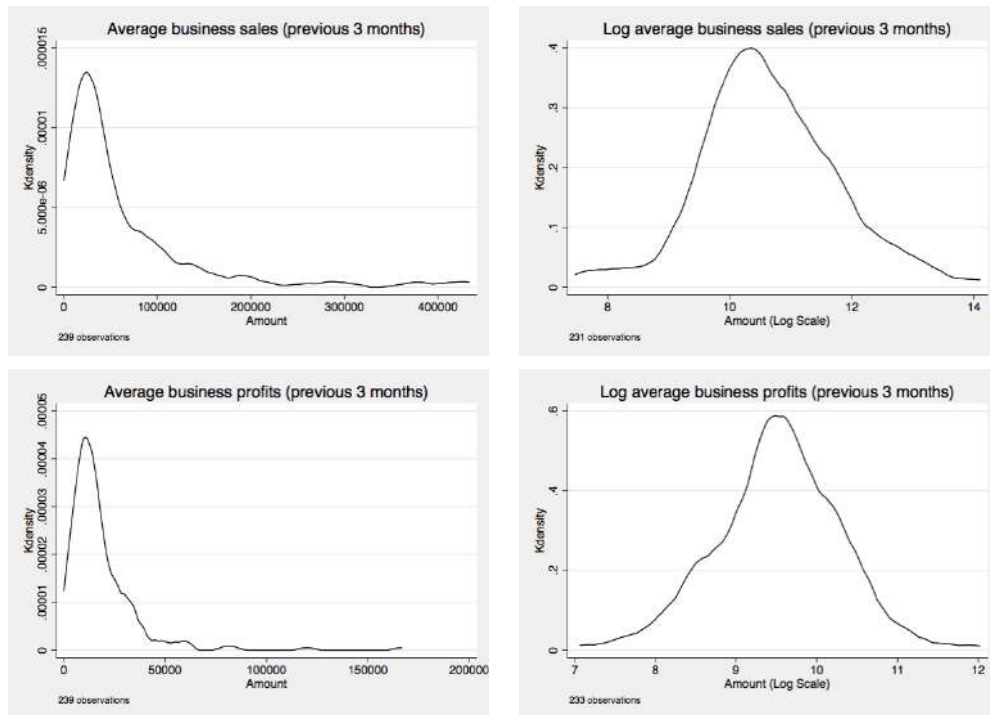 Average business sales (previous 3 months)
Kdensity
.000015
.00001
5.000e-06
0
0 100000 200000 300000 400000
Amount
239 observations
Log average business sales (previous 3 months)
Kdensity
.4
.3
.2
.1
0
8 10 12 14
Amount (Log Scale)
231 observations
Average business profits (previous 3 months)
Kdensity
.00005
.00004
.00003
.00002
.00001
0
0 50000 100000 150000 200000
Amount
239 observations
Log average business profits (previous 3 months)
Kdensity
.6
.4
.2
0
7 8 9 10 11 12
Amount (Log Scale)
233 observations